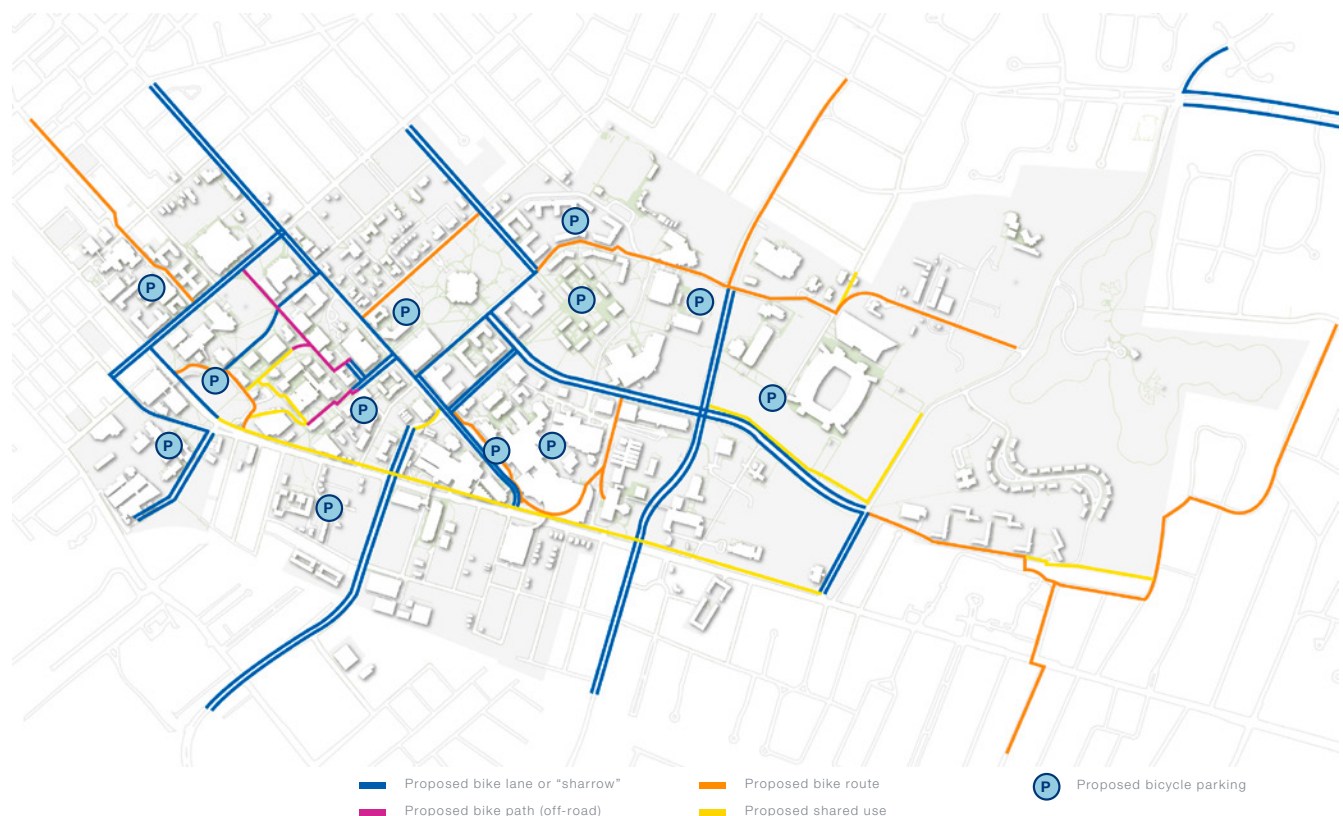 P
P
P
P
P
P
P
P
P
P
P
P
Proposed bike lane or “sharrow”
Proposed bike route
P Proposed bicycle parking
Proposed bike path (off-road)
Proposed shared use